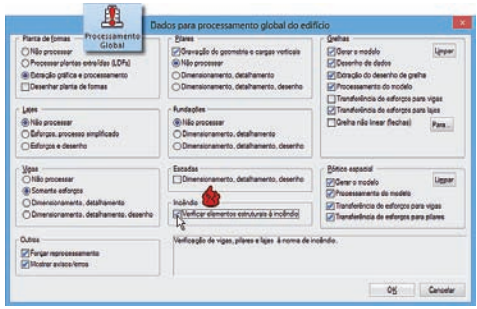 Processamento
Global
Dados para processamento global do edifício
Planta de formas
Não processar
Processar plantas extraídas (LDFs)
Extração gráfica e processamento
Desenhar planta de formas
Pilares
Gravação de geometria e cargas verticais
Não processar
Dimensionamento, detalhamento
Dimensionamento, detalhamento, desenho
Grelhas
Gerar o modelo
Limpar
Desenho de dados
Extração do desenho de grelha
Processamento do modelo
Transferência de esforços para vigas
Transferência de esforços para lajes
Grelha não linear (flechas)
Para...
Lajes
Não processar
Esforços, processo simplificado
Esforços e desenho
Fundações
Não processar
Dimensionamento, detalhamento
Dimensionamento, detalhamento, desenho
Vigas
Não processar
Somente esforços
Dimensionamento, detalhamento
Dimensionamento, detalhamento, desenho
Escadas
Dimensionamento, detalhamento, desenho
Incêndio
Verificar elementos estruturais à incêndio
Pórtico espacial
Gerar o modelo
Limpar
Processamento do modelo
Transferência de esforços para vigas
Transferência de esforços para pilares
Outros
Forçar reprocessamento
Mostrar avisos/erros
Verificação de vigas, pilares e lajes à norma de incêndio.
OK
Cancelar